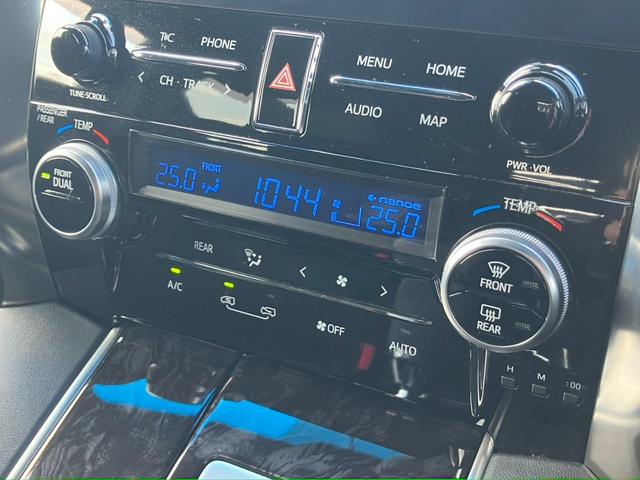 T/C PHONE
CH · TRACK
TUNE·SCROLL
MENU HOME
AUDIO MAP
PWR·VOL
PASSENGER
/REAR
TEMP
FRONT
DUAL
25.0 FRONT 10:44 nanoe 25.0
TEMP
FRONT
REAR
REAR
A/C
OFF AUTO
H M :00